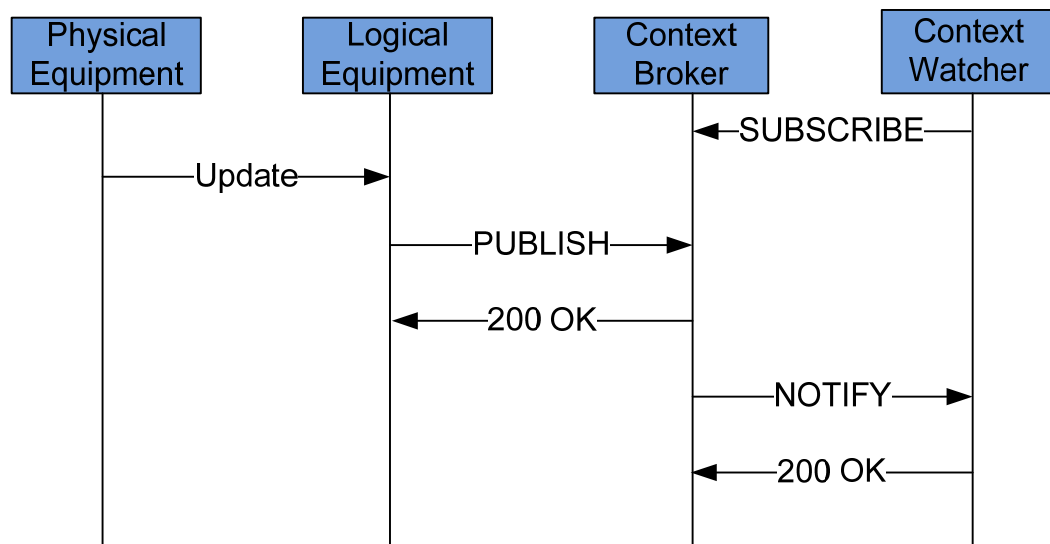 Physical
Equipment
Logical
Equipment
Context
Broker
Context
Watcher
SUBSCRIBE
Update
PUBLISH
200 OK
NOTIFY
200 OK